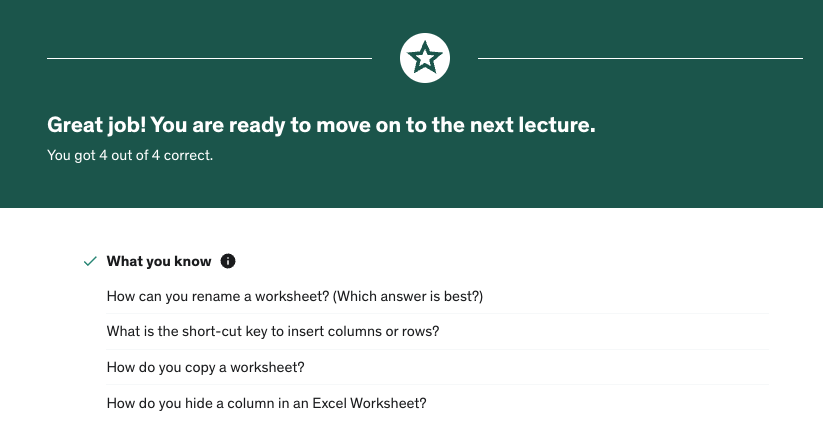 Great job! You are ready to move on to the next lecture.
You got 4 out of 4 correct.
What you know
How can you rename a worksheet? (Which answer is best?)
What is the short-cut key to insert columns or rows?
How do you copy a worksheet?
How do you hide a column in an Excel Worksheet?